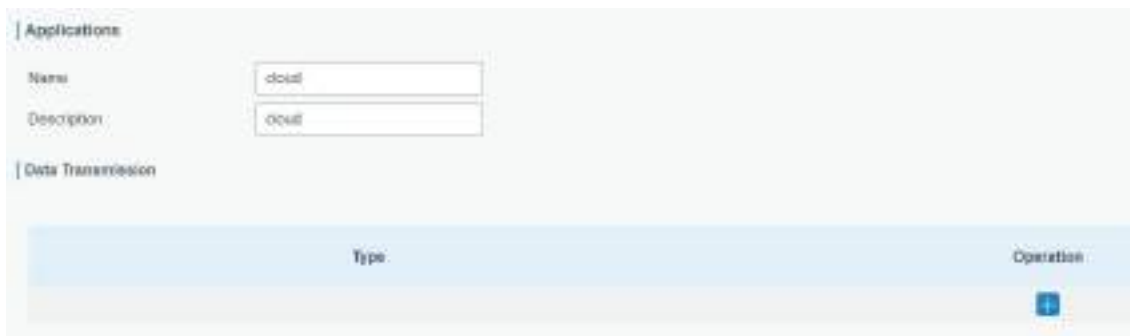 Applications
Name cloud
Description cloud
Data Transmission
Type Operation
+